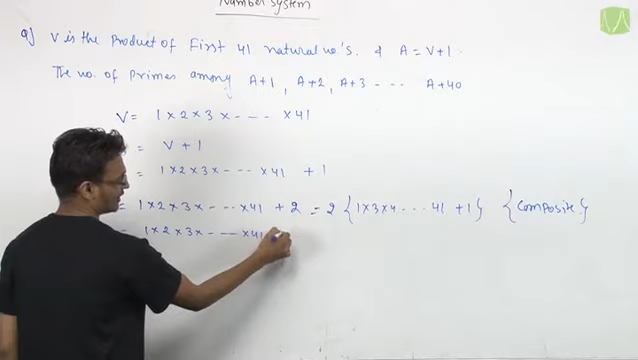 Number System
Q) V is the Product of First 41 natural no's. & A = V+1.
The no. of Primes among A+1, A+2, A+3 - - - - A+40
V = 1×2×3×- - - - ×41
= V + 1
= 1×2×3×- - - - ×41 + 1
= 1×2×3×- - - - ×41 + 2 = 2 {1×3×4 - - - 41 +1} {Composite}
= 1×2×3×- - - - ×41